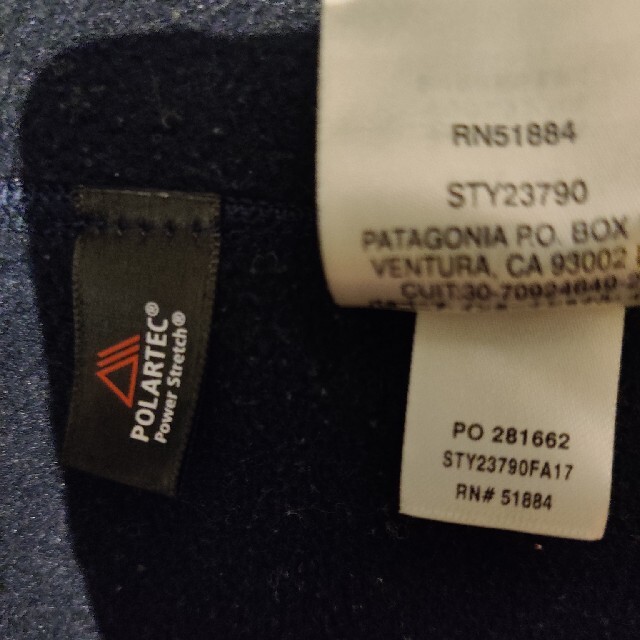 RN51884
STY23790
PATAGONIA P.O. BOX
VENTURA, CA 93002
POLARTEC®
Power Stretch®
PO 281662
STY23790FA17
RN# 51884